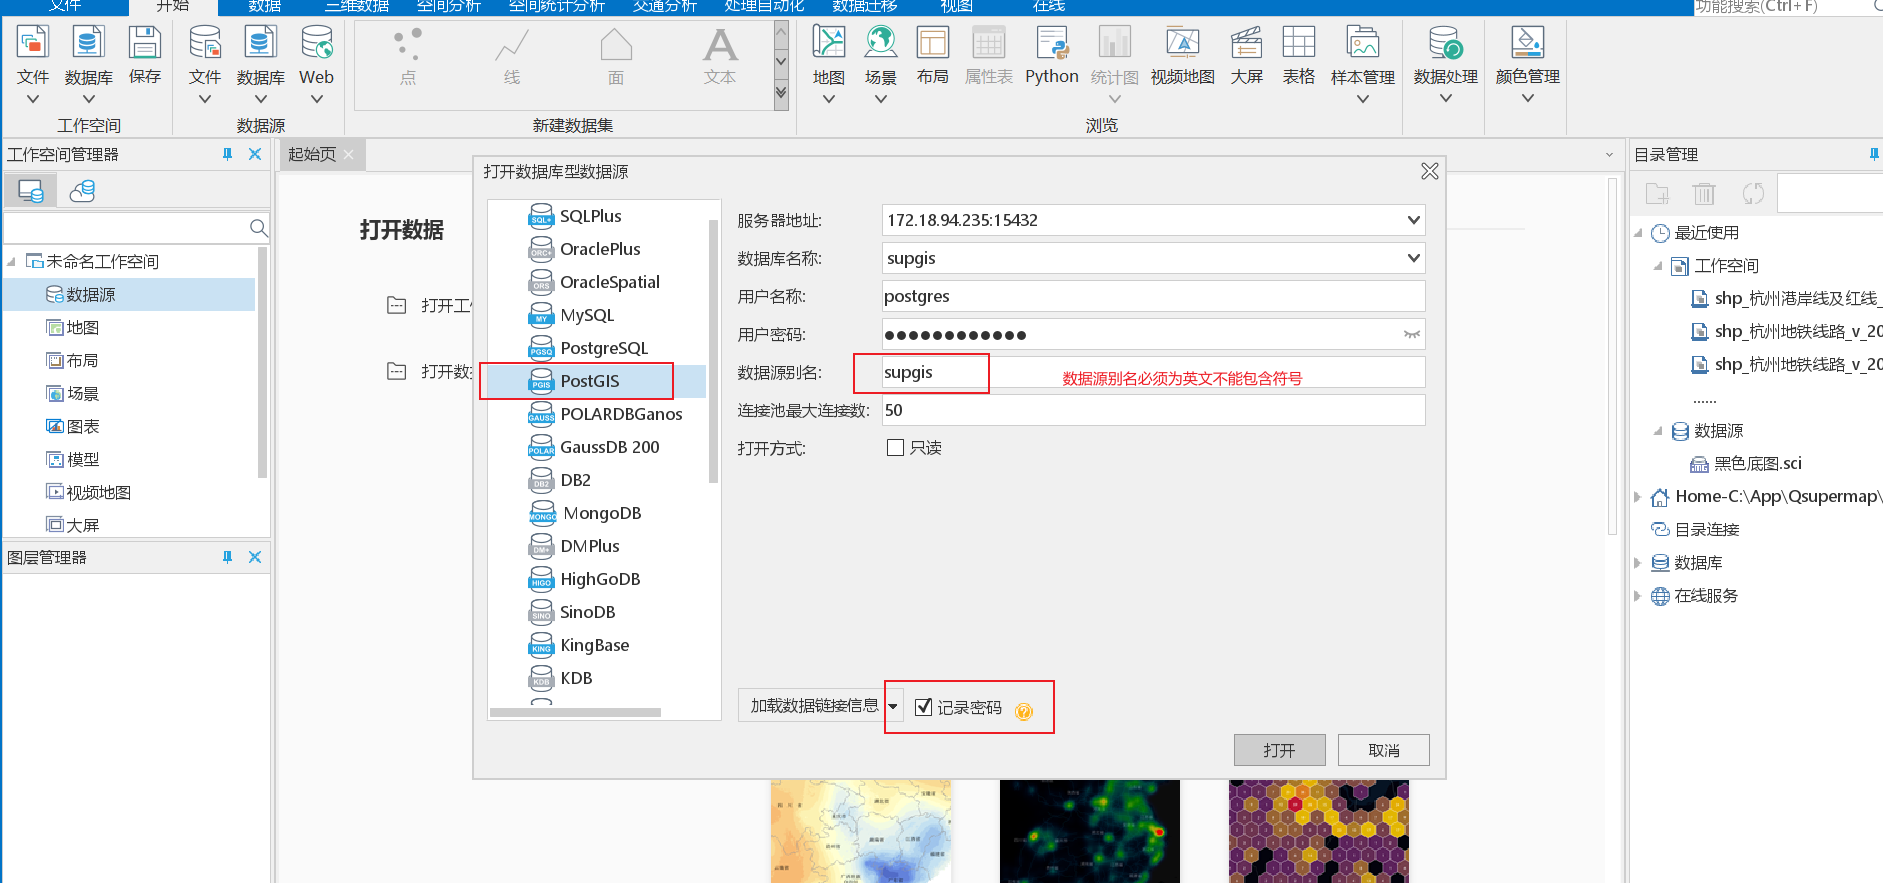 文件 开始 数据 三维数据 空间分析 空间统计分析 交通分析 处理自动化 数据迁移 视图 在线 功能搜索(Ctrl+F)
文件 数据库 保存 文件 数据库 Web 点 线 面 文本 地图 场景 布局 属性表 Python 统计图 视频地图 大屏 表格 样本管理 数据处理 颜色管理
工作空间 数据源 新建数据集 浏览
工作空间管理器
起始页
目录管理
未命名工作空间
数据源
地图
布局
场景
图表
模型
视频地图
大屏
图层管理器
打开数据
打开工
打开数
打开数据库型数据源
SQL+ SQLPlus
ORC+ OraclePlus
ORS OracleSpatial
MY MySQL
PGSQ PostgreSQL
PGIS PostGIS
GAUSS POLARDBGanos
POLAR GaussDB 200
DB2 DB2
MONGO MongoDB
DM+ DMPlus
HIGO HighGoDB
SINO SinoDB
KING KingBase
KDB KDB
服务器地址: 172.18.94.235:15432
数据库名称: supgis
用户名称: postgres
用户密码: ●●●●●●●●●●●●
数据源别名: supgis 数据源别名必须为英文不能包含符号
连接池最大连接数: 50
打开方式: 只读
加载数据链接信息 记录密码 ?
打开 取消
最近使用
工作空间
shp_杭州港岸线及红线_
shp_杭州地铁线路_v_20
shp_杭州地铁线路_v_20
......
数据源
黑色底图.sci
Home-C:\App\Qsupermap\
目录连接
数据库
在线服务